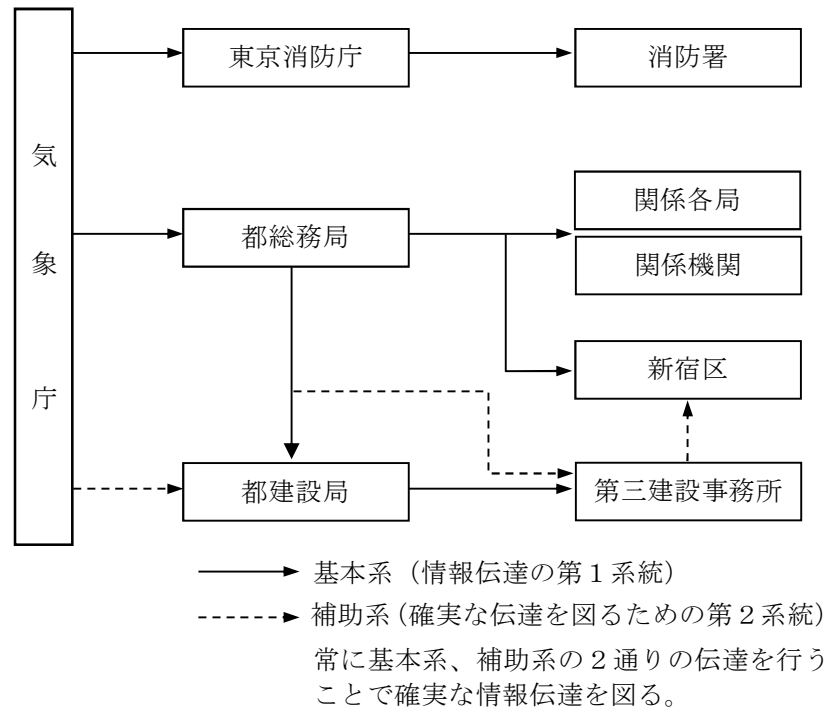 気象庁
東京消防庁
消防署
都総務局
関係各局
関係機関
新宿区
都建設局
第三建設事務所
基本系（情報伝達の第１系統）
補助系（確実な伝達を図るための第２系統）
常に基本系、補助系の２通りの伝達を行う
ことで確実な情報伝達を図る。